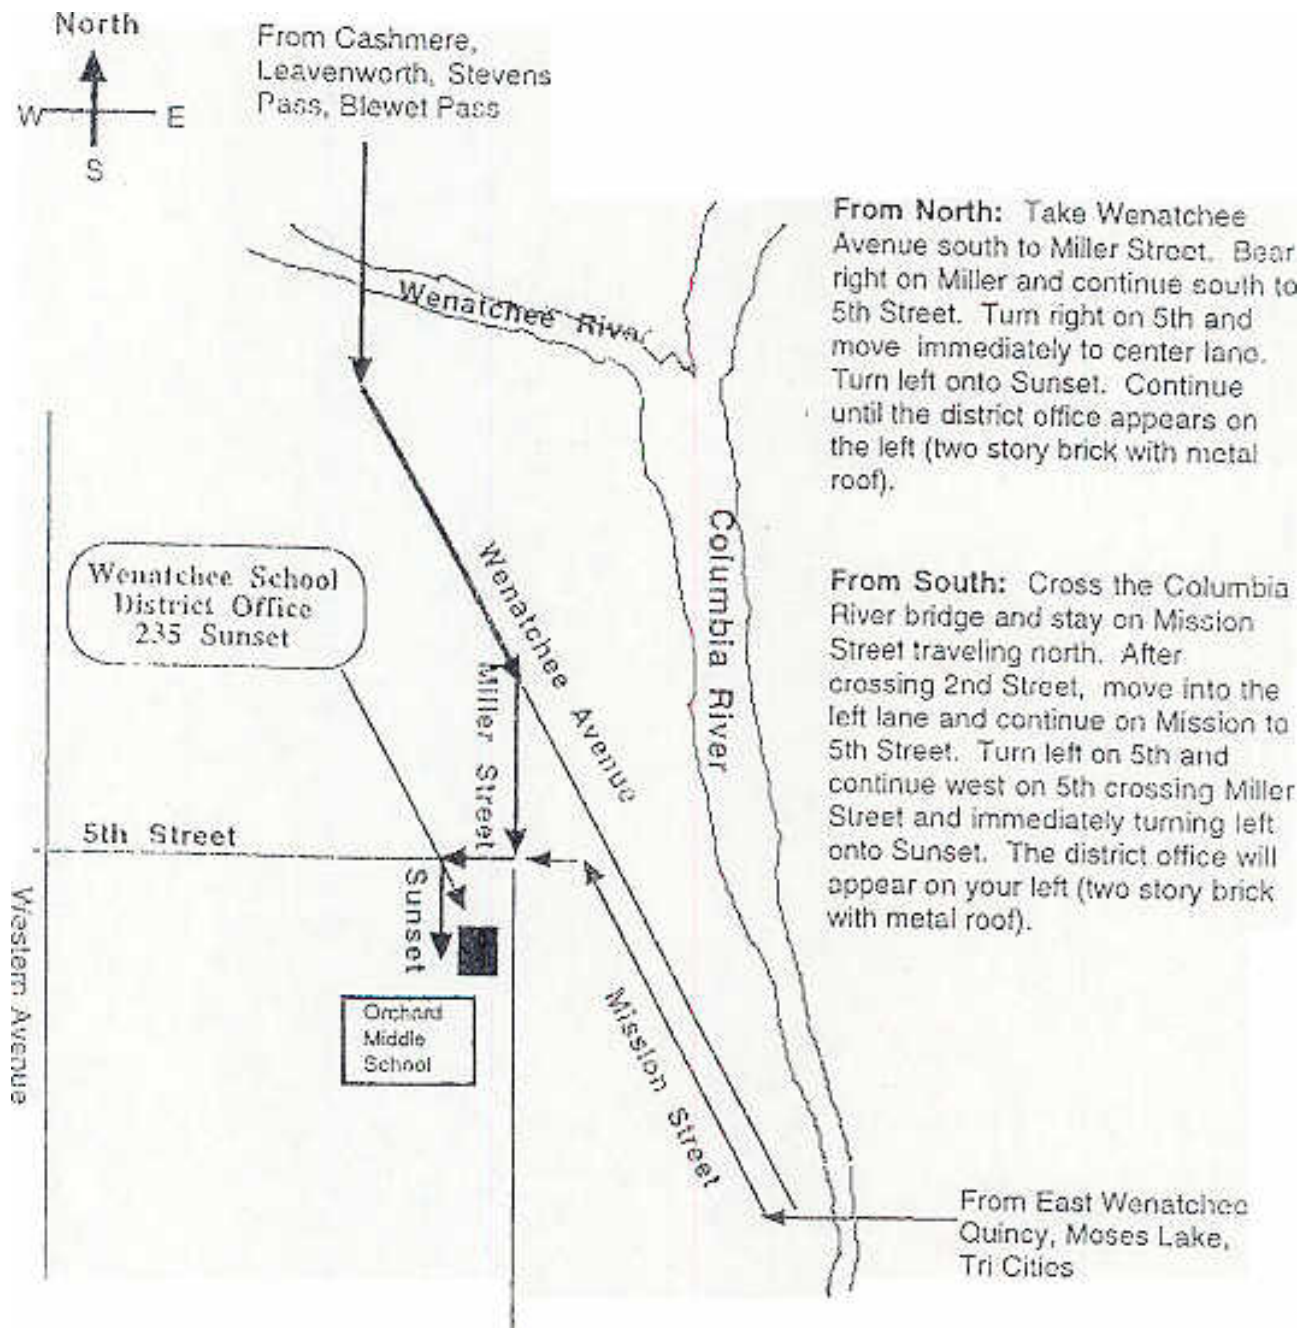 North
W
E
S
From Cashmere,
Leavenworth, Stevens
Pass, Blewet Pass
Wenatchee River
From North: Take Wenatchee
Avenue south to Miller Street. Bear
right on Miller and continue south to
5th Street. Turn right on 5th and
move immediately to center lane.
Turn left onto Sunset. Continue
until the district office appears on
the left (two story brick with metal
roof).
Columbia River
Wenatchee Avenue
Wenatchee School
District Office
235 Sunset
Miller Street
From South: Cross the Columbia
River bridge and stay on Mission
Street traveling north. After
crossing 2nd Street, move into the
left lane and continue on Mission to
5th Street. Turn left on 5th and
continue west on 5th crossing Miller
Street and immediately turning left
onto Sunset. The district office will
appear on your left (two story brick
with metal roof).
5th Street
Sunset
Western Avenue
Orchard
Middle
School
Mission Street
From East Wenatchee
Quincy, Moses Lake,
Tri Cities